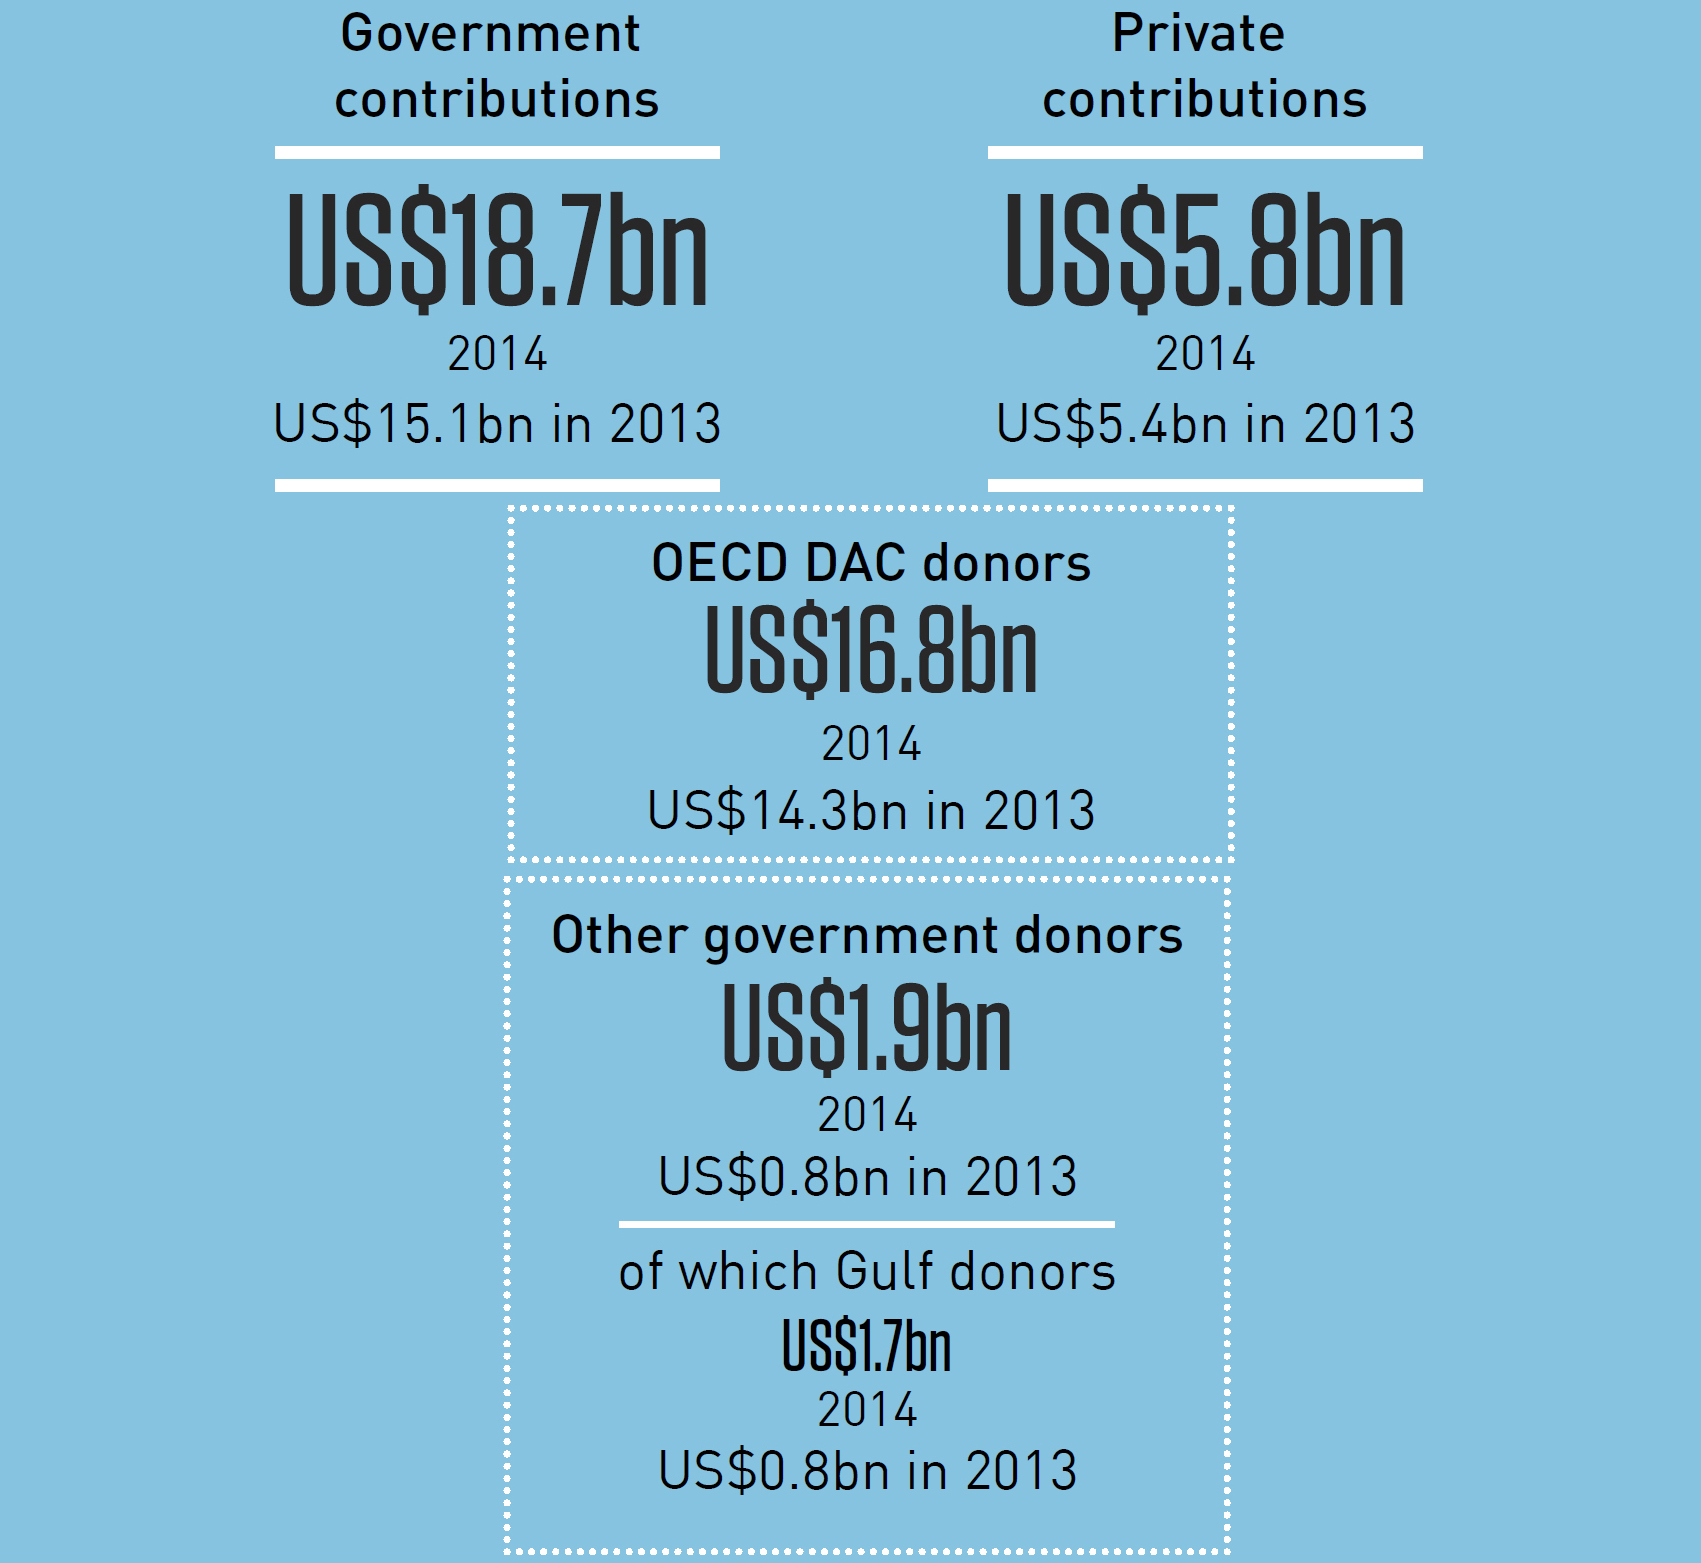 Government
contributions
US$18.7bn
2014
US$15.1bn in 2013
Private
contributions
US$5.8bn
2014
US$5.4bn in 2013
OECD DAC donors
US$16.8bn
2014
US$14.3bn in 2013
Other government donors
US$1.9bn
2014
US$0.8bn in 2013
of which Gulf donors
US$1.7bn
2014
US$0.8bn in 2013